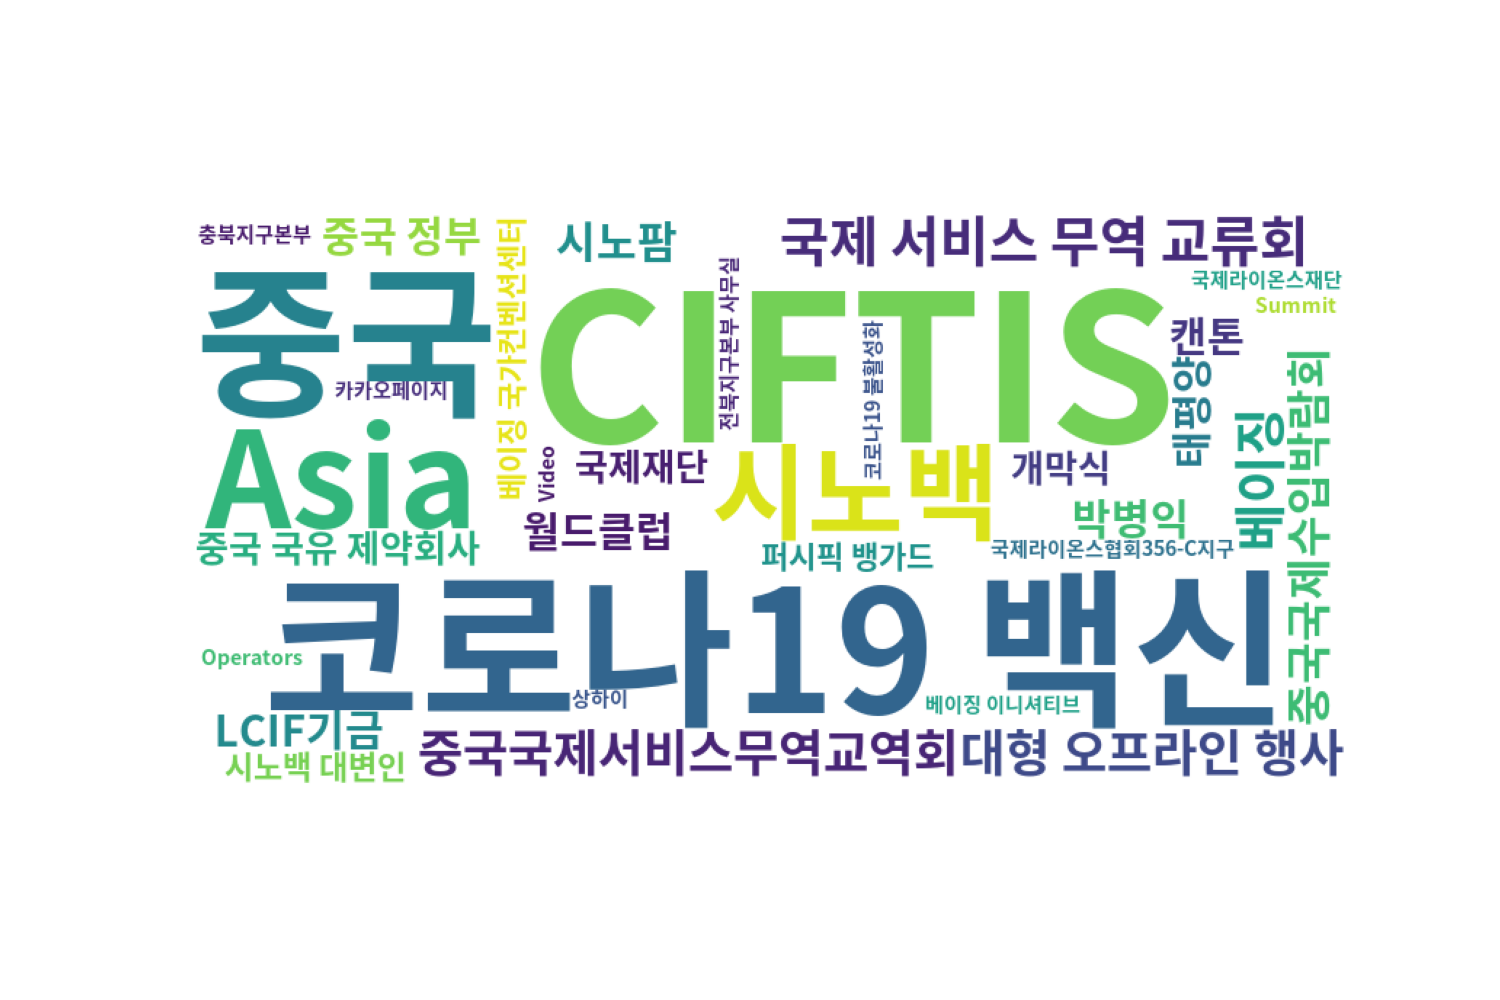 충북지구본부
중국 정부
시노팜
국제 서비스 무역 교류회
베이징 국가컨벤션센터
전북지구본부 사무실
국제라이온스재단
Summit
중국
CIFTIS
캔톤
코로나19 불활성화
카카오페이지
태평양
중국국제수입박람회
베이징
Asia
Video
국제재단
시노백
개막식
박병익
월드클럽
중국 국유 제약회사
퍼시픽 뱅가드
국제라이온스협회356-C지구
코로나19 백신
Operators
상하이
베이징 이니셔티브
LCIF기금
시노백 대변인
중국국제서비스무역교역회
대형 오프라인 행사